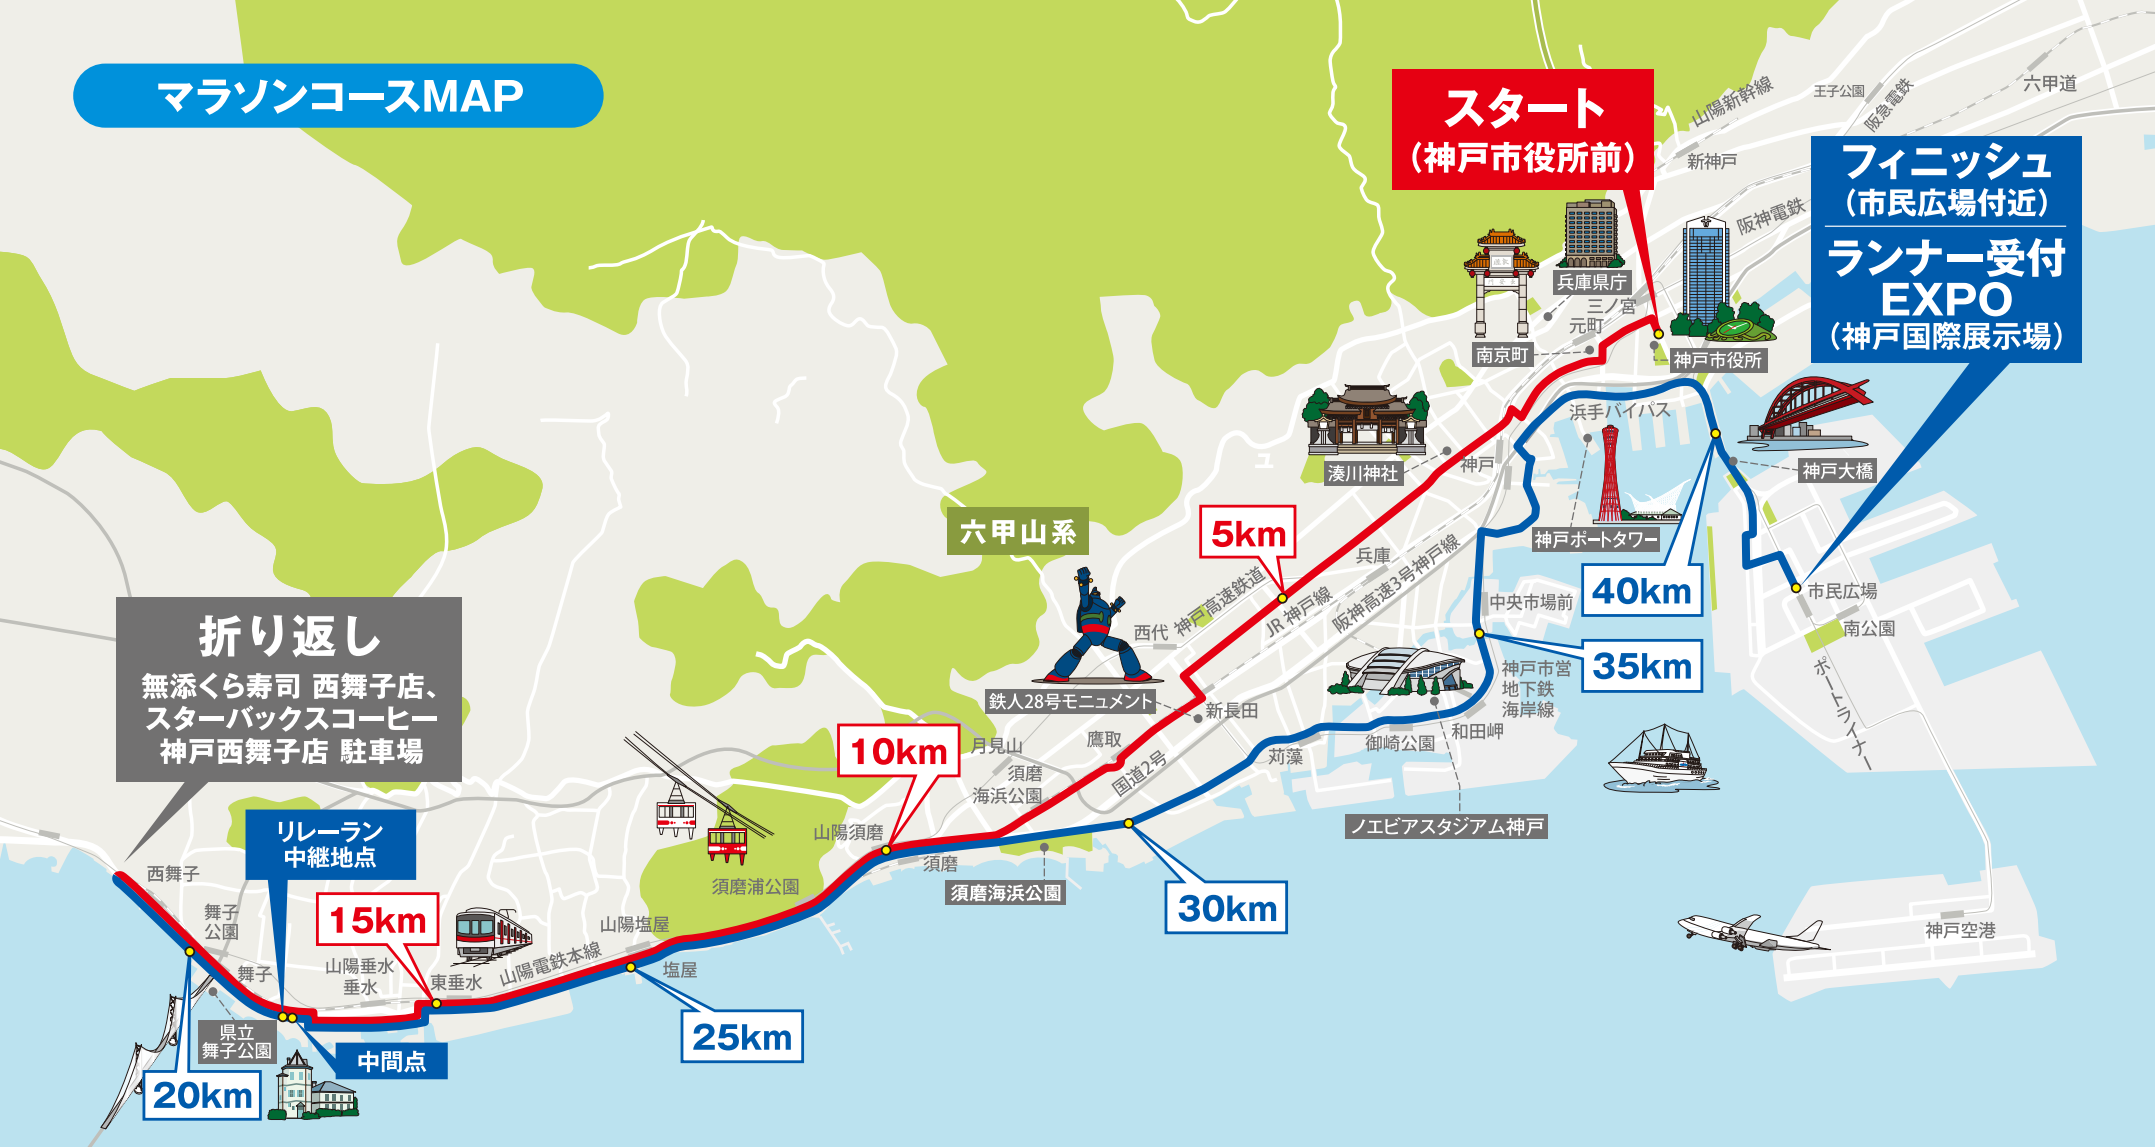 マラソンコースMAP
スタート
（神戸市役所前）
フィニッシュ
（市民広場付近）
ランナー受付
EXPO
（神戸国際展示場）
山陽新幹線
王子公園
阪急電鉄
六甲道
新神戸
阪神電鉄
兵庫県庁
三ノ宮
元町
南京町
神戸市役所
浜手バイパス
神戸大橋
湊川神社
神戸
神戸ポートタワー
六甲山系
5km
兵庫
神戸高速鉄道
西代
JR 神戸線
阪神高速3号神戸線
中央市場前
40km
35km
市民広場
南公園
ポートライナー
神戸市営
地下鉄
海岸線
和田岬
御崎公園
苅藻
ノエビアスタジアム神戸
鉄人28号モニュメント
新長田
鷹取
国道2号
月見山
須磨
海浜公園
10km
山陽須磨
須磨
須磨海浜公園
30km
須磨浦公園
折り返し
無添くら寿司 西舞子店、
スターバックスコーヒー
神戸西舞子店 駐車場
リレーラン
中継地点
西舞子
舞子
公園
舞子
15km
山陽垂水
垂水
東垂水
山陽電鉄本線
山陽塩屋
塩屋
25km
県立
舞子公園
中間点
20km
神戸空港